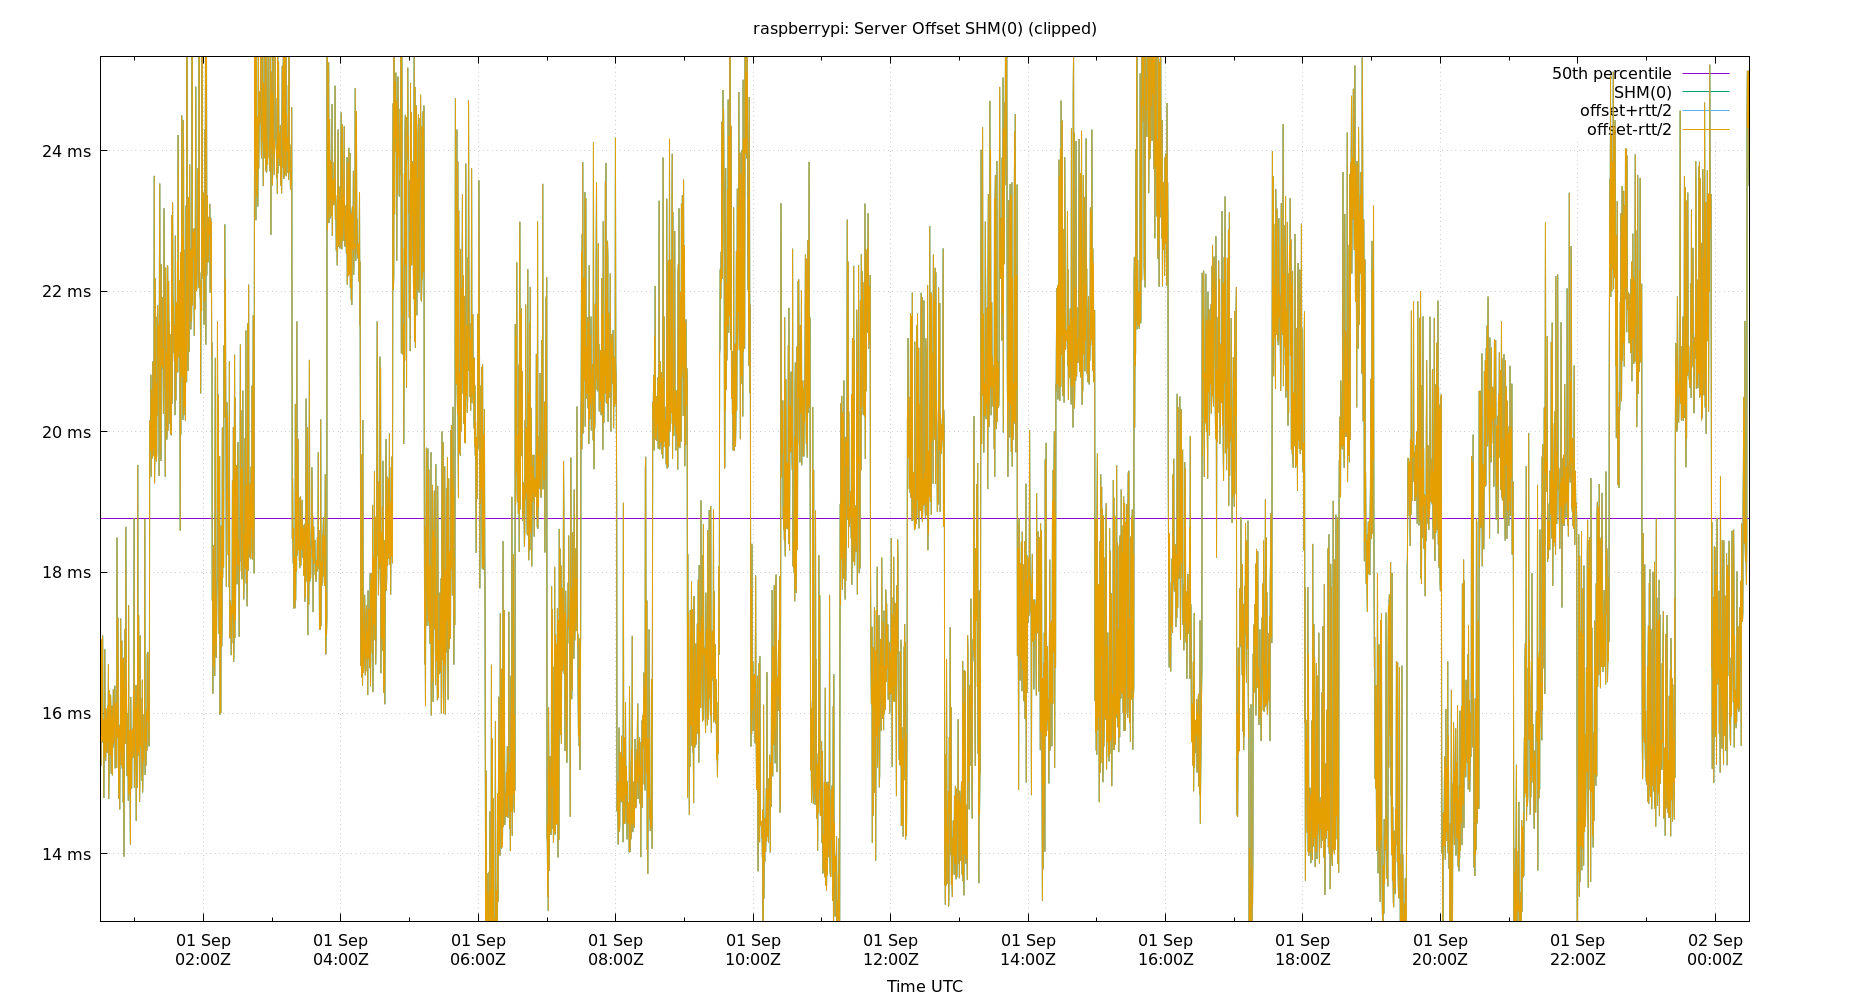 raspberrypi: Server Offset SHM(0) (clipped)
50th percentile
SHM(0)
offset+rtt/2
offset-rtt/2
24 ms
22 ms
20 ms
18 ms
16 ms
14 ms
01 Sep 01 Sep 01 Sep 01 Sep 01 Sep 01 Sep 01 Sep 01 Sep 01 Sep 01 Sep 01 Sep 02 Sep
02:00Z 04:00Z 06:00Z 08:00Z 10:00Z 12:00Z 14:00Z 16:00Z 18:00Z 20:00Z 22:00Z 00:00Z
Time UTC